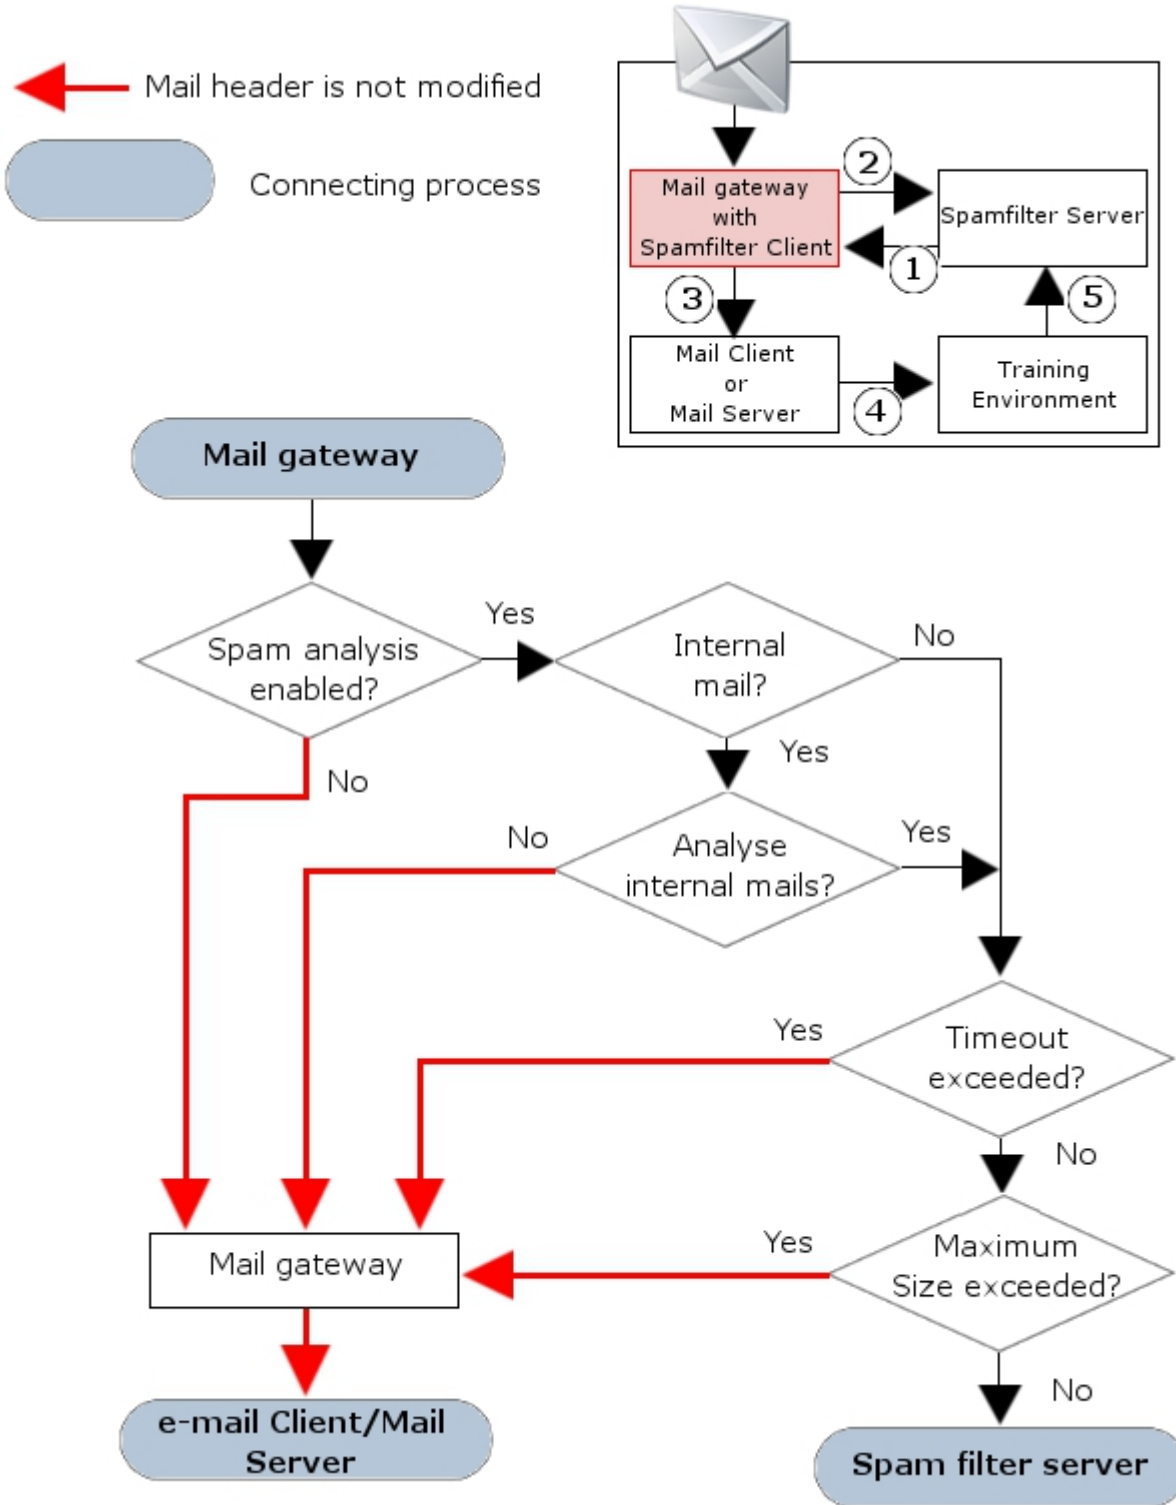 Mail header is not modified
Connecting process
Mail gateway
with
Spamfilter Client
2
Spamfilter Server
1
3
5
Mail Client
or
Mail Server
4
Training
Environment
Mail gateway
Spam analysis
enabled?
Yes
Internal
mail?
No
No
Yes
Analyse
internal mails?
No
Yes
Timeout
exceeded?
Yes
No
Maximum
Size exceeded?
Yes
Mail gateway
No
e-mail Client/Mail
Server
Spam filter server